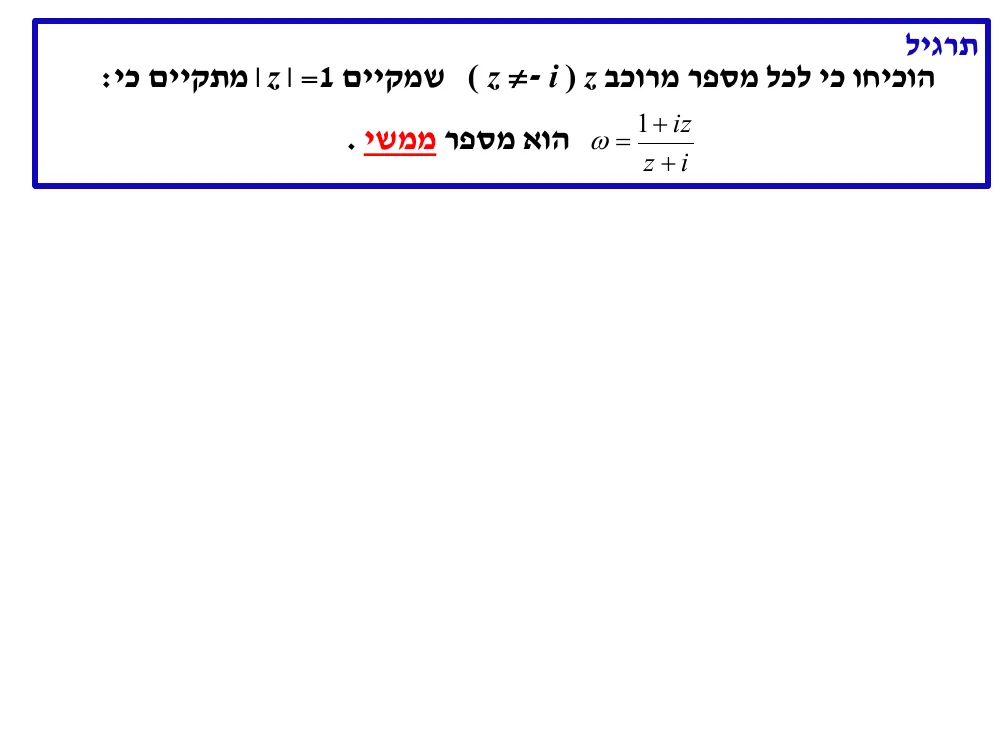 תרגיל
הוכיחו כי לכל מספר מרוכב z ( z ≠ - i ) שמקיים |z| =1 מתקיים כי:
ω = (1 + iz)/(z + i) הוא מספר ממשי .